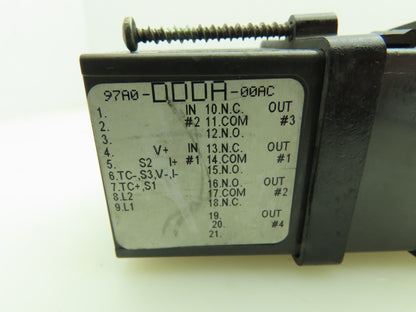 97A0-DDDA-00AC
1. IN 10.N.C. OUT
2. #2 11.COM #3
3. 12.N.O.
4. V+ IN 13.N.C. OUT
5. S2 I+ #1 14.COM #1
6.TC-,S3,V-,I- 15.N.O.
7.TC+,S1 16.N.O. OUT
8.L2 17.COM #2
9.L1 18.N.C.
19. OUT
20. #4
21.